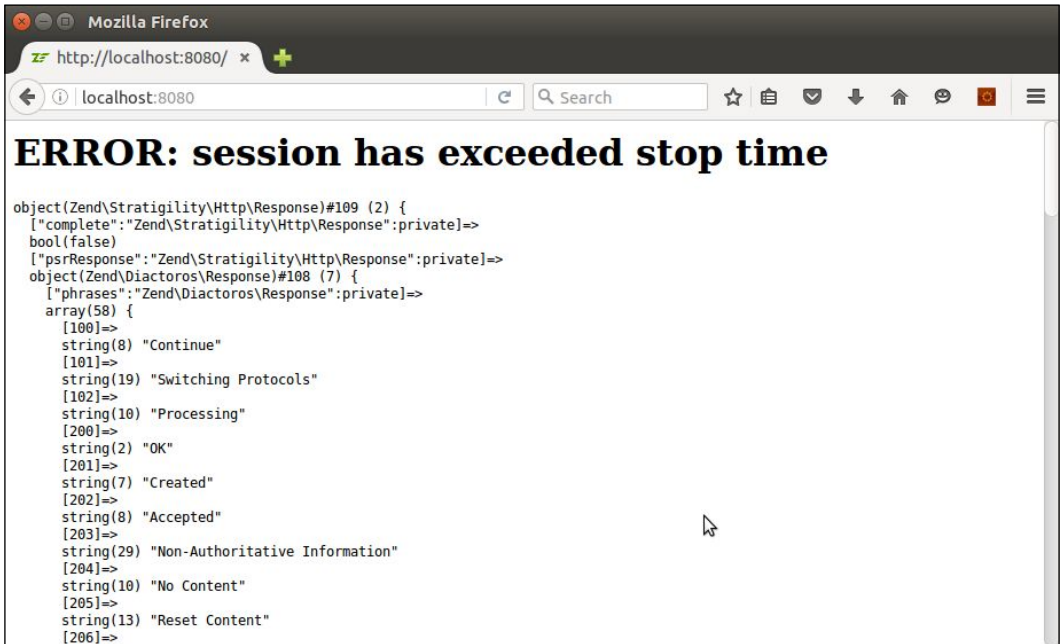 Mozilla Firefox
http://localhost:8080/
localhost:8080
Search
ERROR: session has exceeded stop time
object(Zend\Stratigility\Http\Response)#109 (2) {
["complete":"Zend\Stratigility\Http\Response":private]=>
bool(false)
["psrResponse":"Zend\Stratigility\Http\Response":private]=>
object(Zend\Diactoros\Response)#108 (7) {
["phrases":"Zend\Diactoros\Response":private]=>
array(58) {
[100]=>
string(8) "Continue"
[101]=>
string(19) "Switching Protocols"
[102]=>
string(10) "Processing"
[200]=>
string(2) "OK"
[201]=>
string(7) "Created"
[202]=>
string(8) "Accepted"
[203]=>
string(29) "Non-Authoritative Information"
[204]=>
string(10) "No Content"
[205]=>
string(13) "Reset Content"
[206]=>